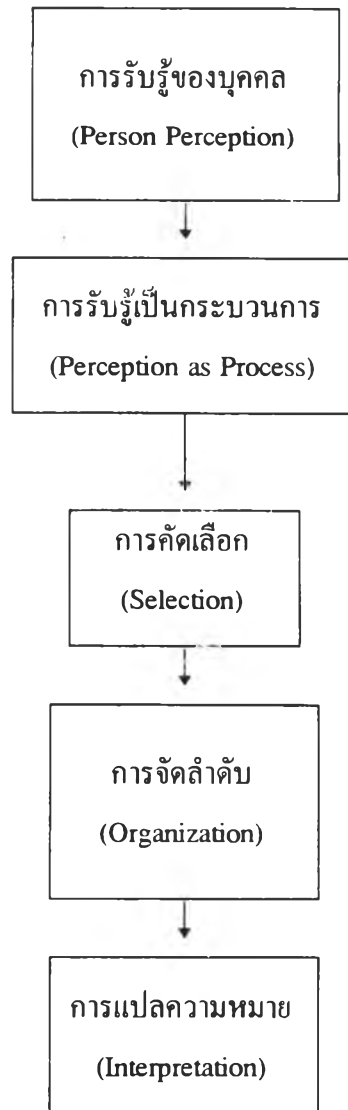 การรับรู้ของบุคคล
(Person Perception)
การรับรู้เป็นกระบวนการ
(Perception as Process)
การคัดเลือก
(Selection)
การจัดลำดับ
(Organization)
การแปลความหมาย
(Interpretation)